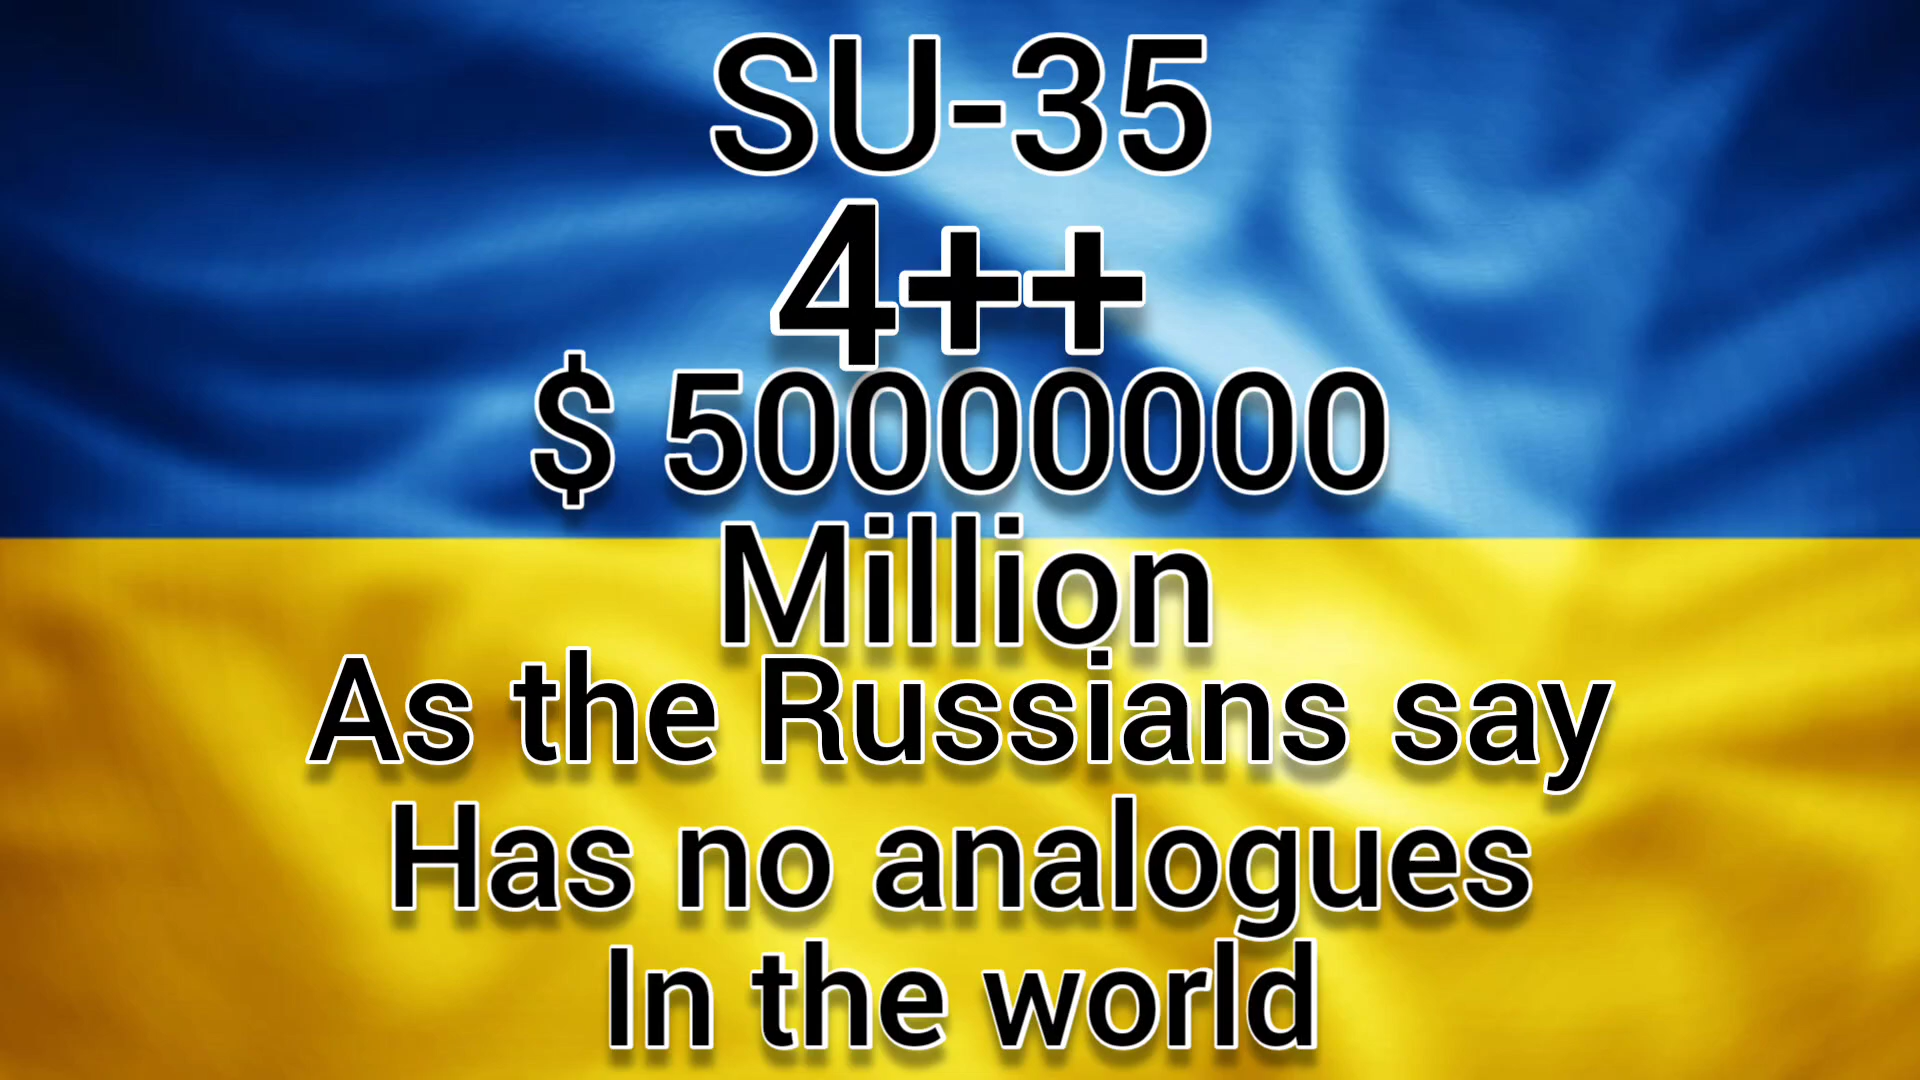 SU-35
4++
$ 50000000
Million
As the Russians say
Has no analogues
In the world